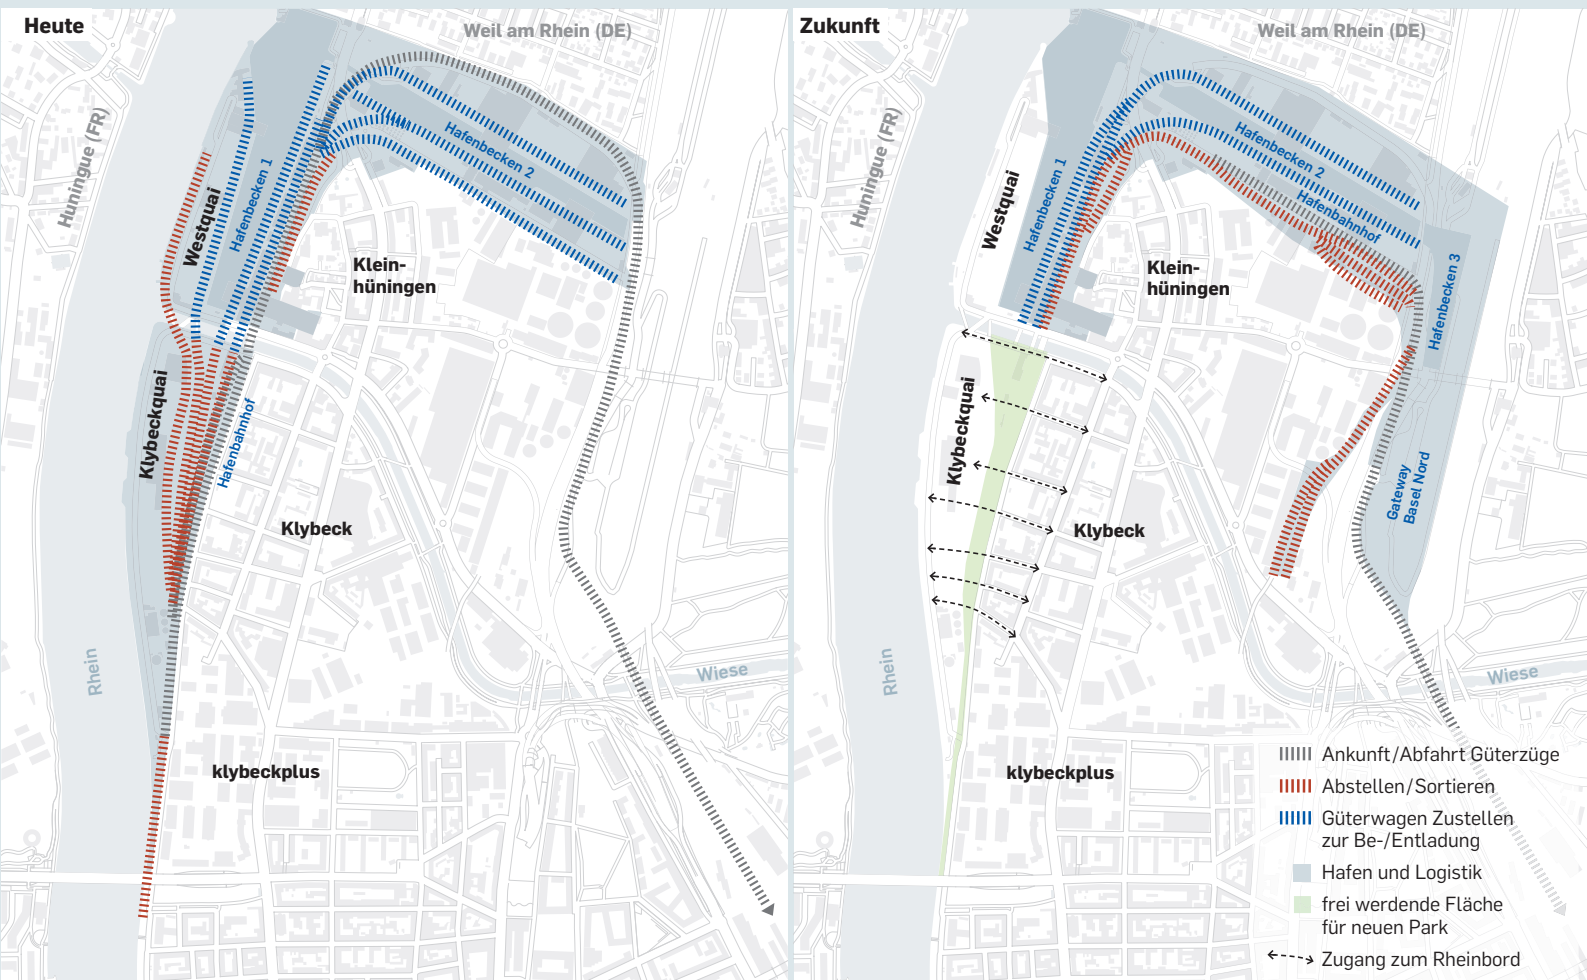 Heute
Weil am Rhein (DE)
Huningue (FR)
Westquai
Hafenbecken 1
Hafenbecken 2
Klein-
hüningen
Klybeckquai
Hafenbahnhof
Klybeck
Rhein
Wiese
klybeckplus
Zukunft
Weil am Rhein (DE)
Huningue (FR)
Westquai
Hafenbecken 1
Hafenbecken 2
Hafenbahnhof
Klein-
hüningen
Hafenbecken 3
Klybeckquai
Gateway
Basel Nord
Klybeck
Rhein
Wiese
klybeckplus
Ankunft/Abfahrt Güterzüge
Abstellen/Sortieren
Güterwagen Zustellen
zur Be-/Entladung
Hafen und Logistik
frei werdende Fläche
für neuen Park
Zugang zum Rheinbord